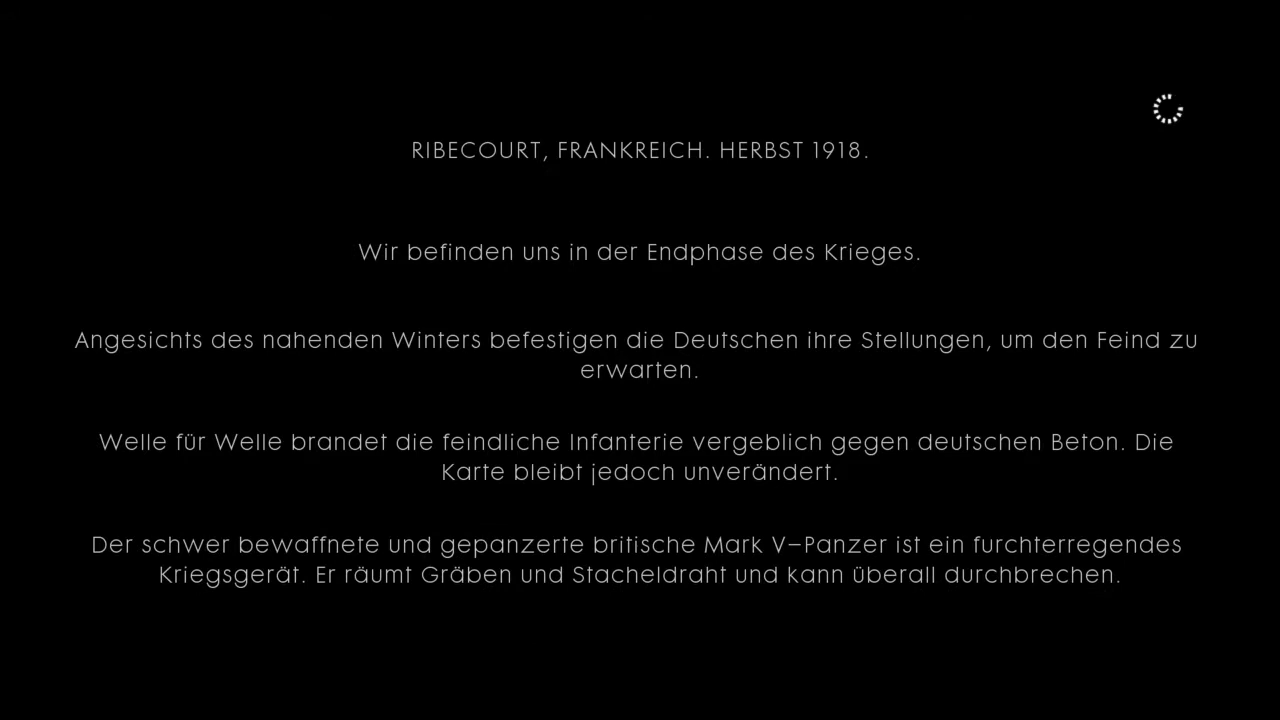 RIBECOURT, FRANKREICH. HERBST 1918.
Wir befinden uns in der Endphase des Krieges.
Angesichts des nahenden Winters befestigen die Deutschen ihre Stellungen, um den Feind zu
erwarten.
Welle für Welle brandet die feindliche Infanterie vergeblich gegen deutschen Beton. Die
Karte bleibt jedoch unverändert.
Der schwer bewaffnete und gepanzerte britische Mark V–Panzer ist ein furchterregendes
Kriegsgerät. Er räumt Gräben und Stacheldraht und kann überall durchbrechen.